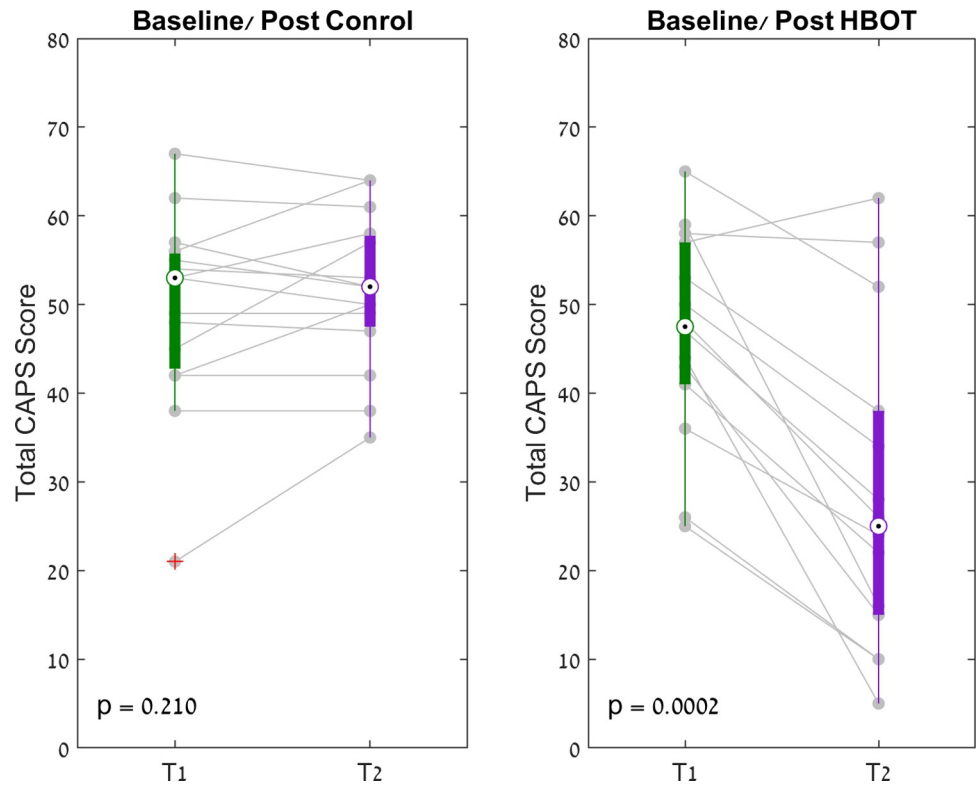 Baseline/ Post Conrol
80
70
60
50
40
30
20
10
0
Total CAPS Score
p = 0.210
T1
T2
Baseline/ Post HBOT
80
70
60
50
40
30
20
10
0
Total CAPS Score
p = 0.0002
T1
T2